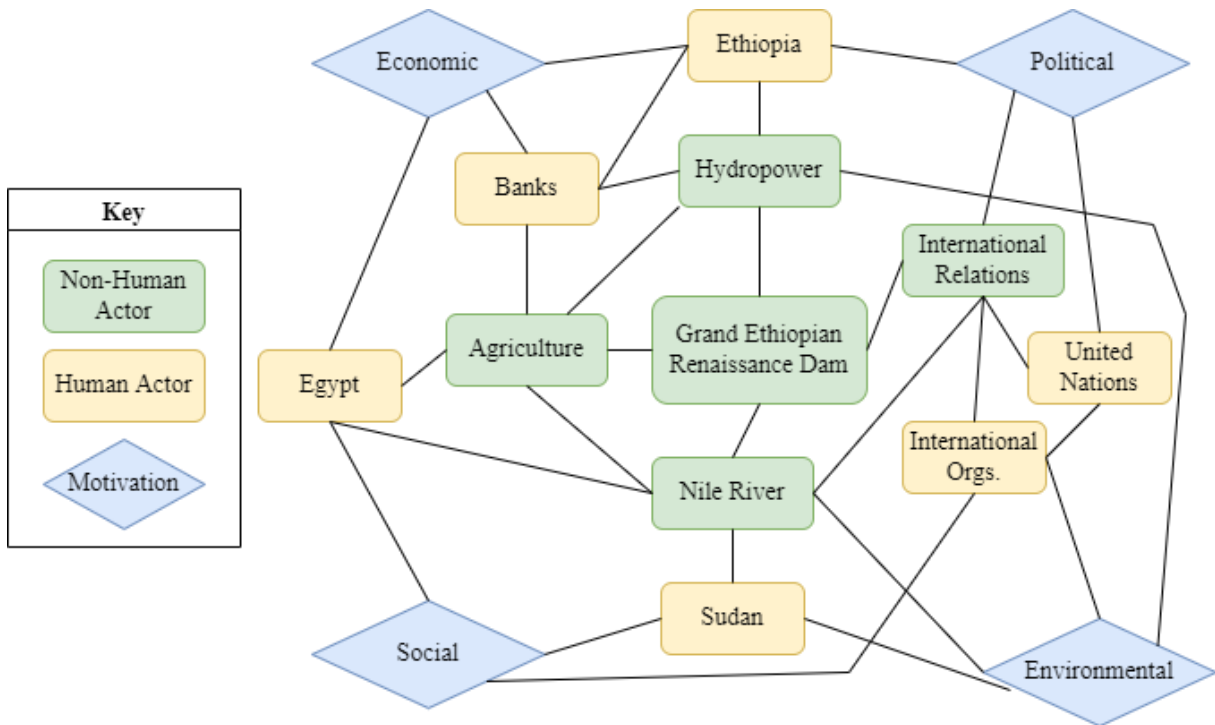 Economic
Ethiopia
Political
Hydropower
Banks
Key
Non-Human
Actor
Human Actor
Motivation
International
Relations
Agriculture
Grand Ethiopian
Renaissance Dam
United
Nations
Egypt
International
Orgs.
Nile River
Sudan
Social
Environmental